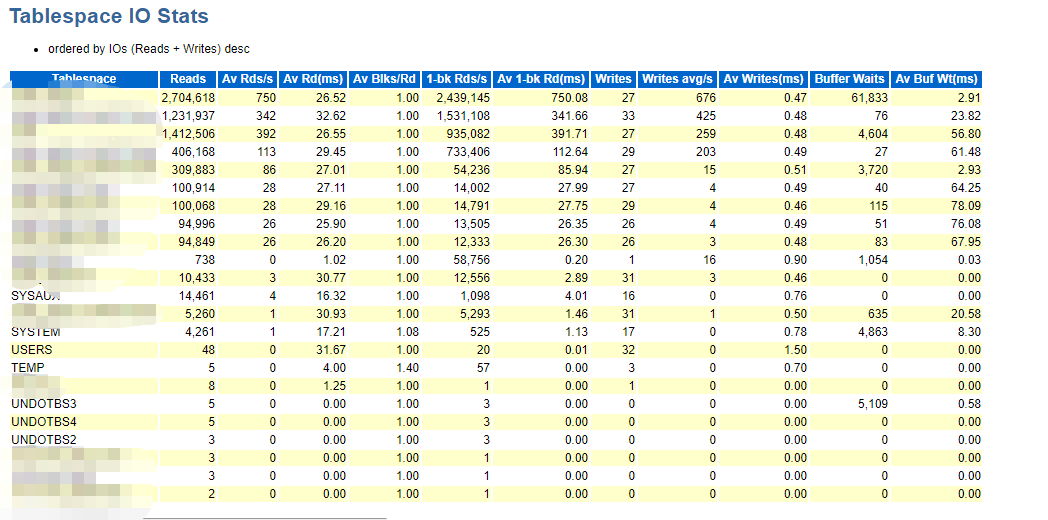 Tablespace IO Stats
• ordered by IOs (Reads + Writes) desc
Tablespace Reads Av Rds/s Av Rd(ms) Av Blks/Rd 1-bk Rds/s Av 1-bk Rd(ms) Writes Writes avg/s Av Writes(ms) Buffer Waits Av Buf Wt(ms)
2,704,618 750 26.52 1.00 2,439,145 750.08 27 676 0.47 61,833 2.91
1,231,937 342 32.62 1.00 1,531,108 341.66 33 425 0.48 76 23.82
1,412,506 392 26.55 1.00 935,082 391.71 27 259 0.48 4,604 56.80
406,168 113 29.45 1.00 733,406 112.64 29 203 0.49 27 61.48
309,883 86 27.01 1.00 54,236 85.94 27 15 0.51 3,720 2.93
100,914 28 27.11 1.00 14,002 27.99 27 4 0.49 40 64.25
100,068 28 29.16 1.00 14,791 27.75 29 4 0.46 115 78.09
94,996 26 25.90 1.00 13,505 26.35 26 4 0.49 51 76.08
94,849 26 26.20 1.00 12,333 26.30 26 3 0.48 83 67.95
738 0 1.02 1.00 58,756 0.20 1 16 0.90 1,054 0.03
10,433 3 30.77 1.00 12,556 2.89 31 3 0.46 0 0.00
SYSAUX 14,461 4 16.32 1.00 1,098 4.01 16 0 0.76 0 0.00
5,260 1 30.93 1.00 5,293 1.46 31 1 0.50 635 20.58
SYSTEM 4,261 1 17.21 1.08 525 1.13 17 0 0.78 4,863 8.30
USERS 48 0 31.67 1.00 20 0.01 32 0 1.50 0 0.00
TEMP 5 0 4.00 1.40 57 0.00 3 0 0.70 0 0.00
8 0 1.25 1.00 1 0.00 1 0 0.00 0 0.00
UNDOTBS3 5 0 0.00 1.00 3 0.00 0 0 0.00 5,109 0.58
UNDOTBS4 5 0 0.00 1.00 3 0.00 0 0 0.00 0 0.00
UNDOTBS2 3 0 0.00 1.00 3 0.00 0 0 0.00 0 0.00
3 0 0.00 1.00 1 0.00 0 0 0.00 0 0.00
3 0 0.00 1.00 1 0.00 0 0 0.00 0 0.00
2 0 0.00 1.00 1 0.00 0 0 0.00 0 0.00